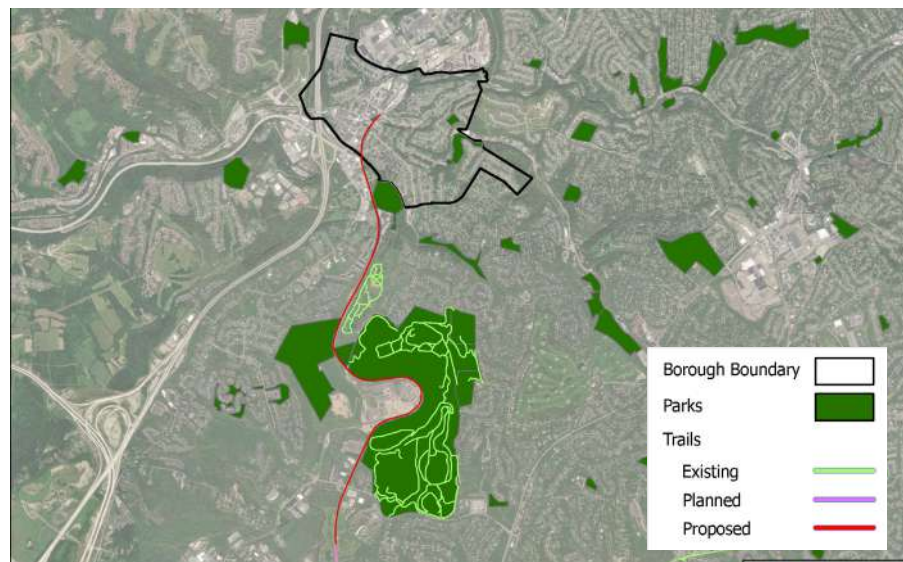 Borough Boundary
Parks
Trails
Existing
Planned
Proposed